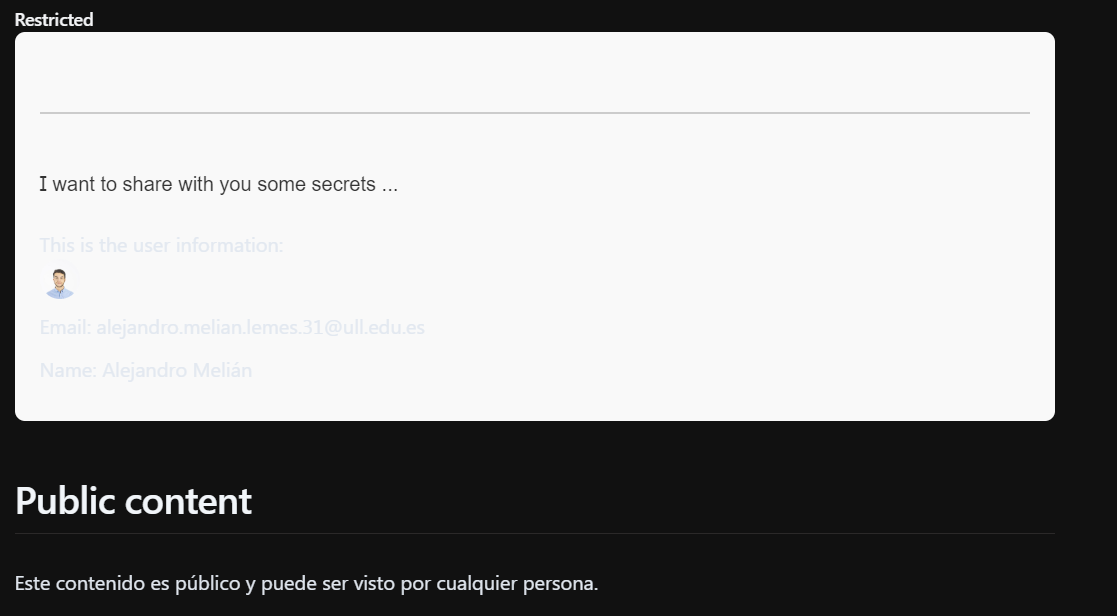 Restricted
I want to share with you some secrets ...
This is the user information:
Email: alejandro.melian.lemes.31@ull.edu.es
Name: Alejandro Melián
Public content
Este contenido es público y puede ser visto por cualquier persona.